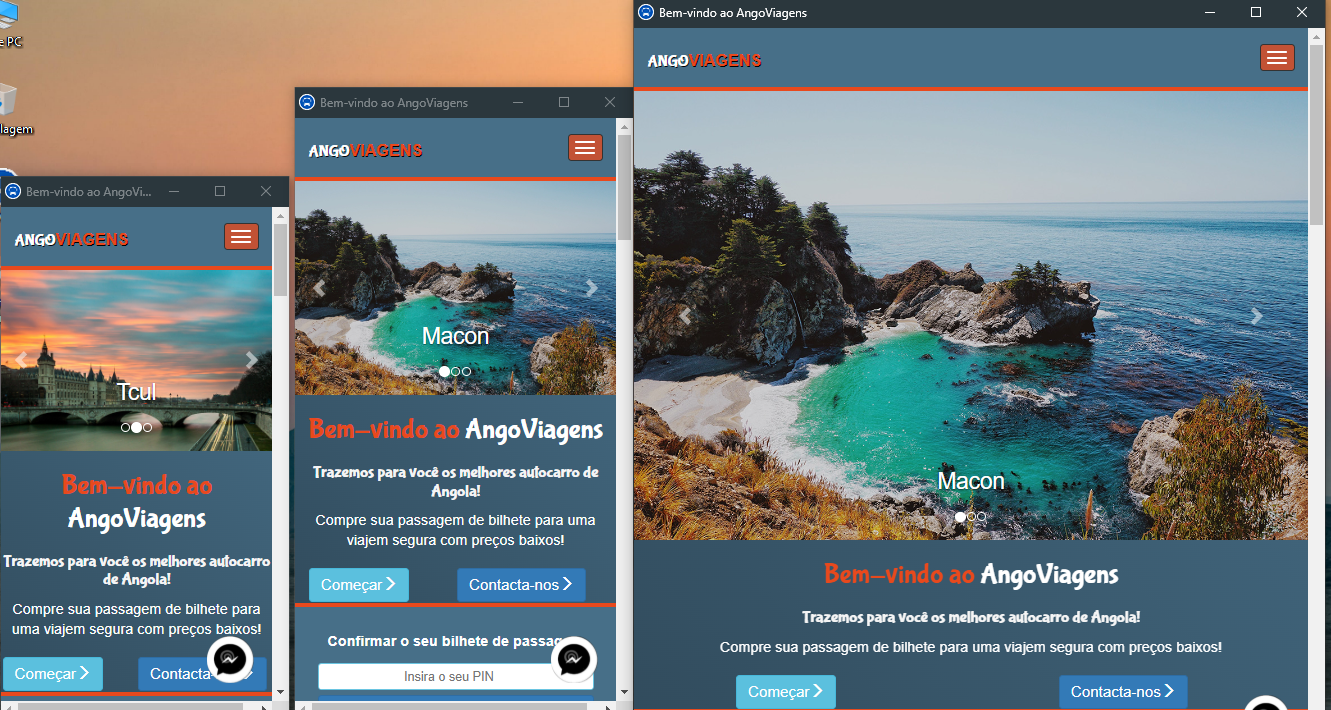 e PC
lagem
Bem-vindo ao AngoVi...
ANGOVIAGENS
Tcul
Bem-vindo ao
AngoViagens
Trazemos para você os melhores autocarro
de Angola!
Compre sua passagem de bilhete para
uma viajem segura com preços baixos!
Começar
Contacta-
Bem-vindo ao AngoViagens
ANGOVIAGENS
Macon
Bem-vindo ao AngoViagens
Trazemos para você os melhores autocarro de
Angola!
Compre sua passagem de bilhete para uma
viajem segura com preços baixos!
Começar
Contacta-nos
Confirmar o seu bilhete de passag
Insira o seu PIN
Bem-vindo ao AngoViagens
ANGOVIAGENS
Macon
Bem-vindo ao AngoViagens
Trazemos para você os melhores autocarro de Angola!
Compre sua passagem de bilhete para uma viajem segura com preços baixos!
Começar
Contacta-nos